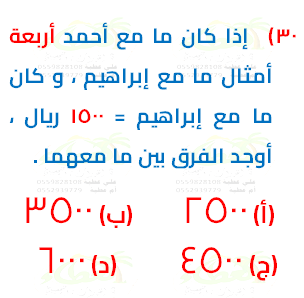 ٣٠) إذا كان ما مع أحمد أربعة
أمثال ما مع إبراهيم ، و كان
ما مع إبراهيم = ١٥٠٠ ريال ،
أوجد الفرق بين ما معهما .
(أ) ٢٥٠٠ (ب) ٣٥٠٠
(ج) ٤٥٠٠ (د) ٦٠٠٠